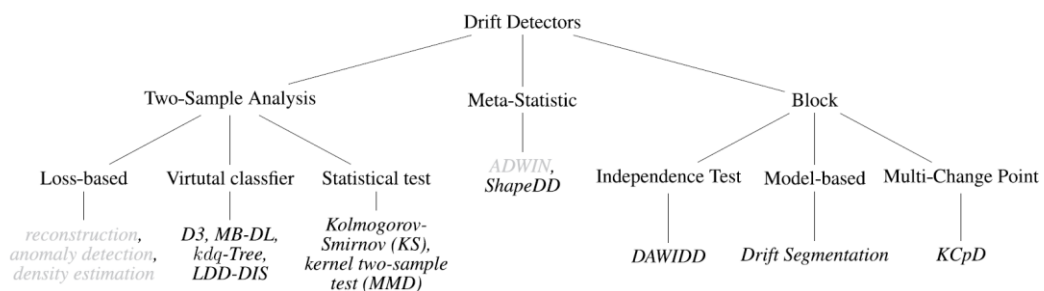 Drift Detectors
Two-Sample Analysis
Meta-Statistic
Block
Loss-based
Virtutal classfier
Statistical test
ADWIN,
ShapeDD
Independence Test
Model-based
Multi-Change Point
reconstruction,
anomaly detection,
density estimation
D3, MB-DL,
kdq-Tree,
LDD-DIS
Kolmogorov-
Smirnov (KS),
kernel two-sample
test (MMD)
DAWIDD
Drift Segmentation
KCpD